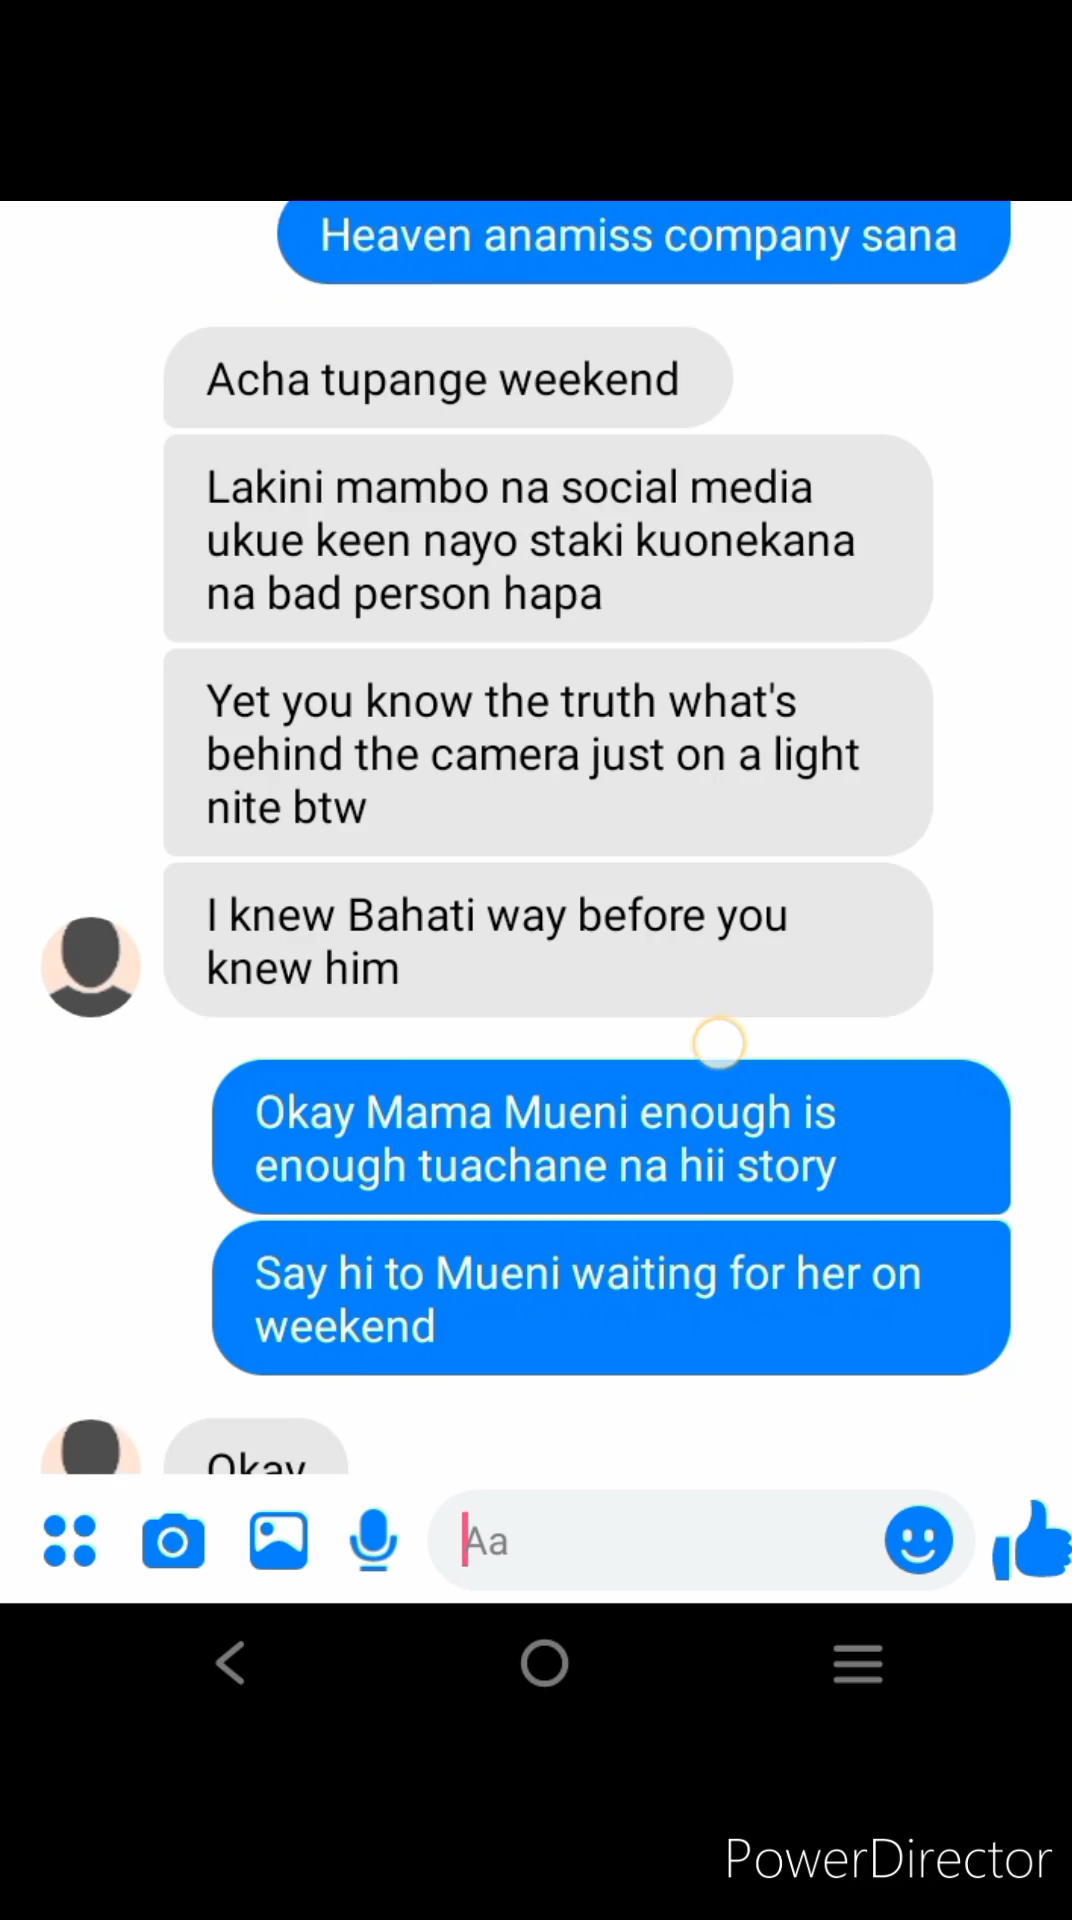 Heaven anamiss company sana
Acha tupange weekend
Lakini mambo na social media
ukue keen nayo staki kuonekana
na bad person hapa
Yet you know the truth what's
behind the camera just on a light
nite btw
I knew Bahati way before you
knew him
Okay Mama Mueni enough is
enough tuachane na hii story
Say hi to Mueni waiting for her on
weekend
Okay
Aa
PowerDirector